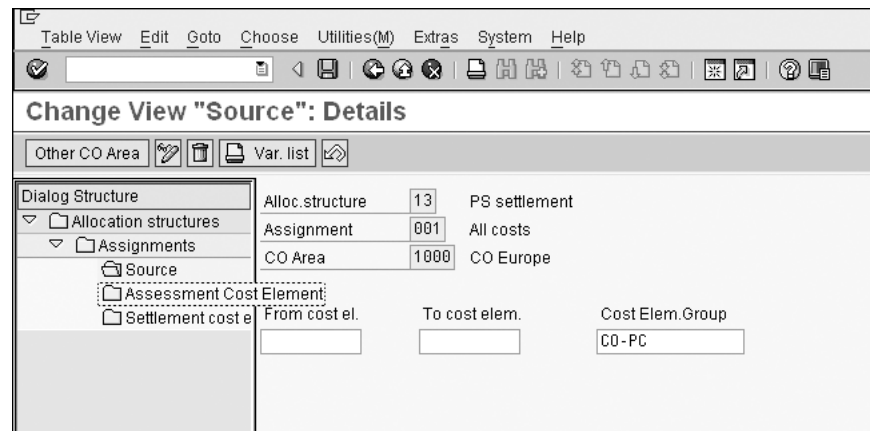 Table View Edit Goto Choose Utilities(M) Extras System Help
Change View "Source": Details
Other CO Area Var. list
Dialog Structure
Allocation structures
Assignments
Source
Assessment Cost Element
Settlement cost e
Alloc.structure 13 PS settlement
Assignment 001 All costs
CO Area 1000 CO Europe
From cost el. To cost elem. Cost Elem.Group
CO-PC